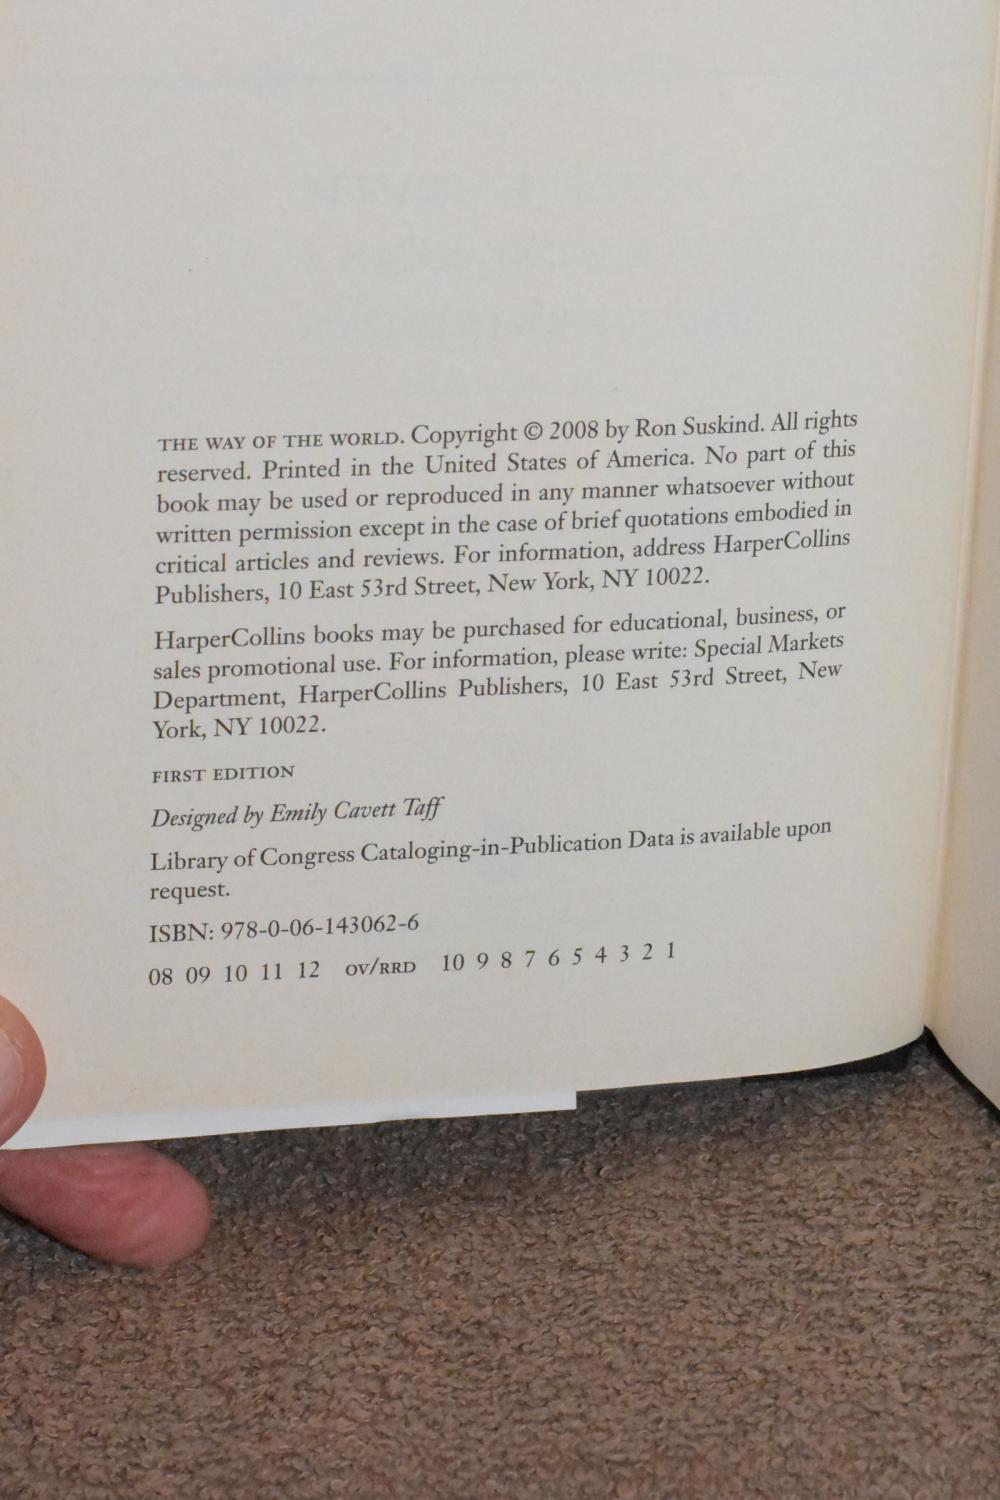 THE WAY OF THE WORLD. Copyright © 2008 by Ron Suskind. All rights
reserved. Printed in the United States of America. No part of this
book may be used or reproduced in any manner whatsoever without
written permission except in the case of brief quotations embodied in
critical articles and reviews. For information, address HarperCollins
Publishers, 10 East 53rd Street, New York, NY 10022.
HarperCollins books may be purchased for educational, business, or
sales promotional use. For information, please write: Special Markets
Department, HarperCollins Publishers, 10 East 53rd Street, New
York, NY 10022.
FIRST EDITION
Designed by Emily Cavett Taff
Library of Congress Cataloging-in-Publication Data is available upon
request.
ISBN: 978-0-06-143062-6
08 09 10 11 12 OV/RRD 10 9 8 7 6 5 4 3 2 1